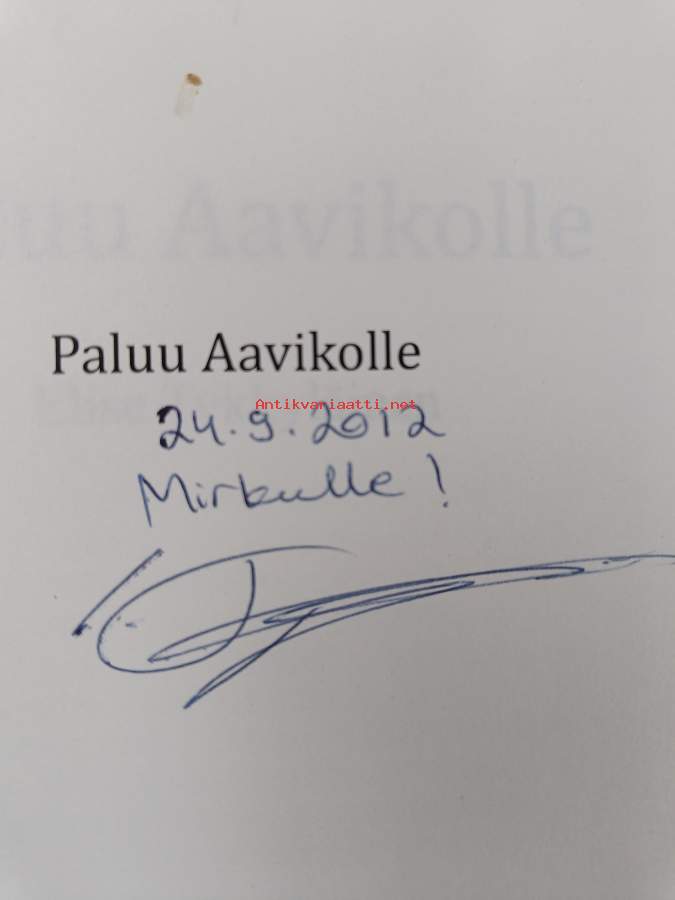 Paluu Aavikolle
Antikvariaatti.net
24.9.2012
Mirkulle!